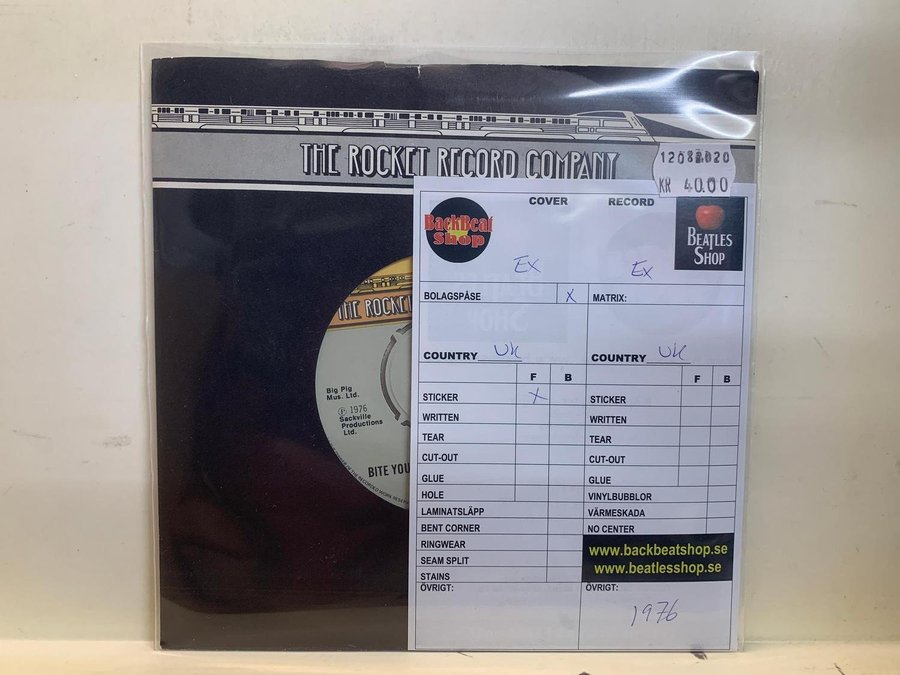 THE ROCKET RECORD COMPANY
12082020
KR 40.00
COVER
RECORD
BackBeat
Shop
BEATLES
SHOP
Ex
Ex
BOLAGSPÅSE X
MATRIX:
COUNTRY UK
COUNTRY UK
F B
F B
STICKER X
STICKER
WRITTEN
WRITTEN
TEAR
TEAR
CUT-OUT
CUT-OUT
GLUE
GLUE
HOLE
VINYLBUBBLOR
LAMINATSLÄPP
VÄRMESKADA
BENT CORNER
NO CENTER
RINGWEAR
SEAM SPLIT
STAINS
www.backbeatshop.se
www.beatlesshop.se
ÖVRIGT:
ÖVRIGT:
1976
THE ROCKE
Big Pig
Mus. Ltd.
℗ 1976
Sackville
Productions
Ltd.
BITE YOU